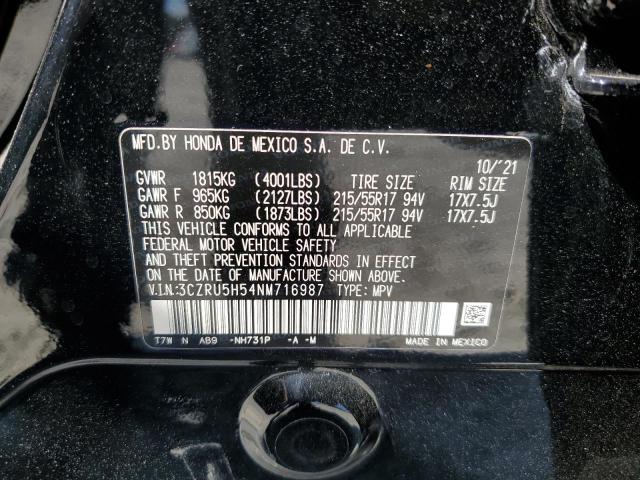 MFD.BY HONDA DE MEXICO S.A. DE C.V.
10/'21
GVWR 1815KG (4001LBS) TIRE SIZE RIM SIZE
GAWR F 965KG (2127LBS) 215/55R17 94V 17X7.5J
GAWR R 850KG (1873LBS) 215/55R17 94V 17X7.5J
THIS VEHICLE CONFORMS TO ALL APPLICABLE
FEDERAL MOTOR VEHICLE SAFETY
AND THEFT PREVENTION STANDARDS IN EFFECT ON THE DATE
OF MANUFACTURE SHOWN ABOVE.
V.I.N.:3CZRU5H54NM716987 TYPE: MPV
T7W N AB9 -NH731P -A -M MADE IN MEXICO